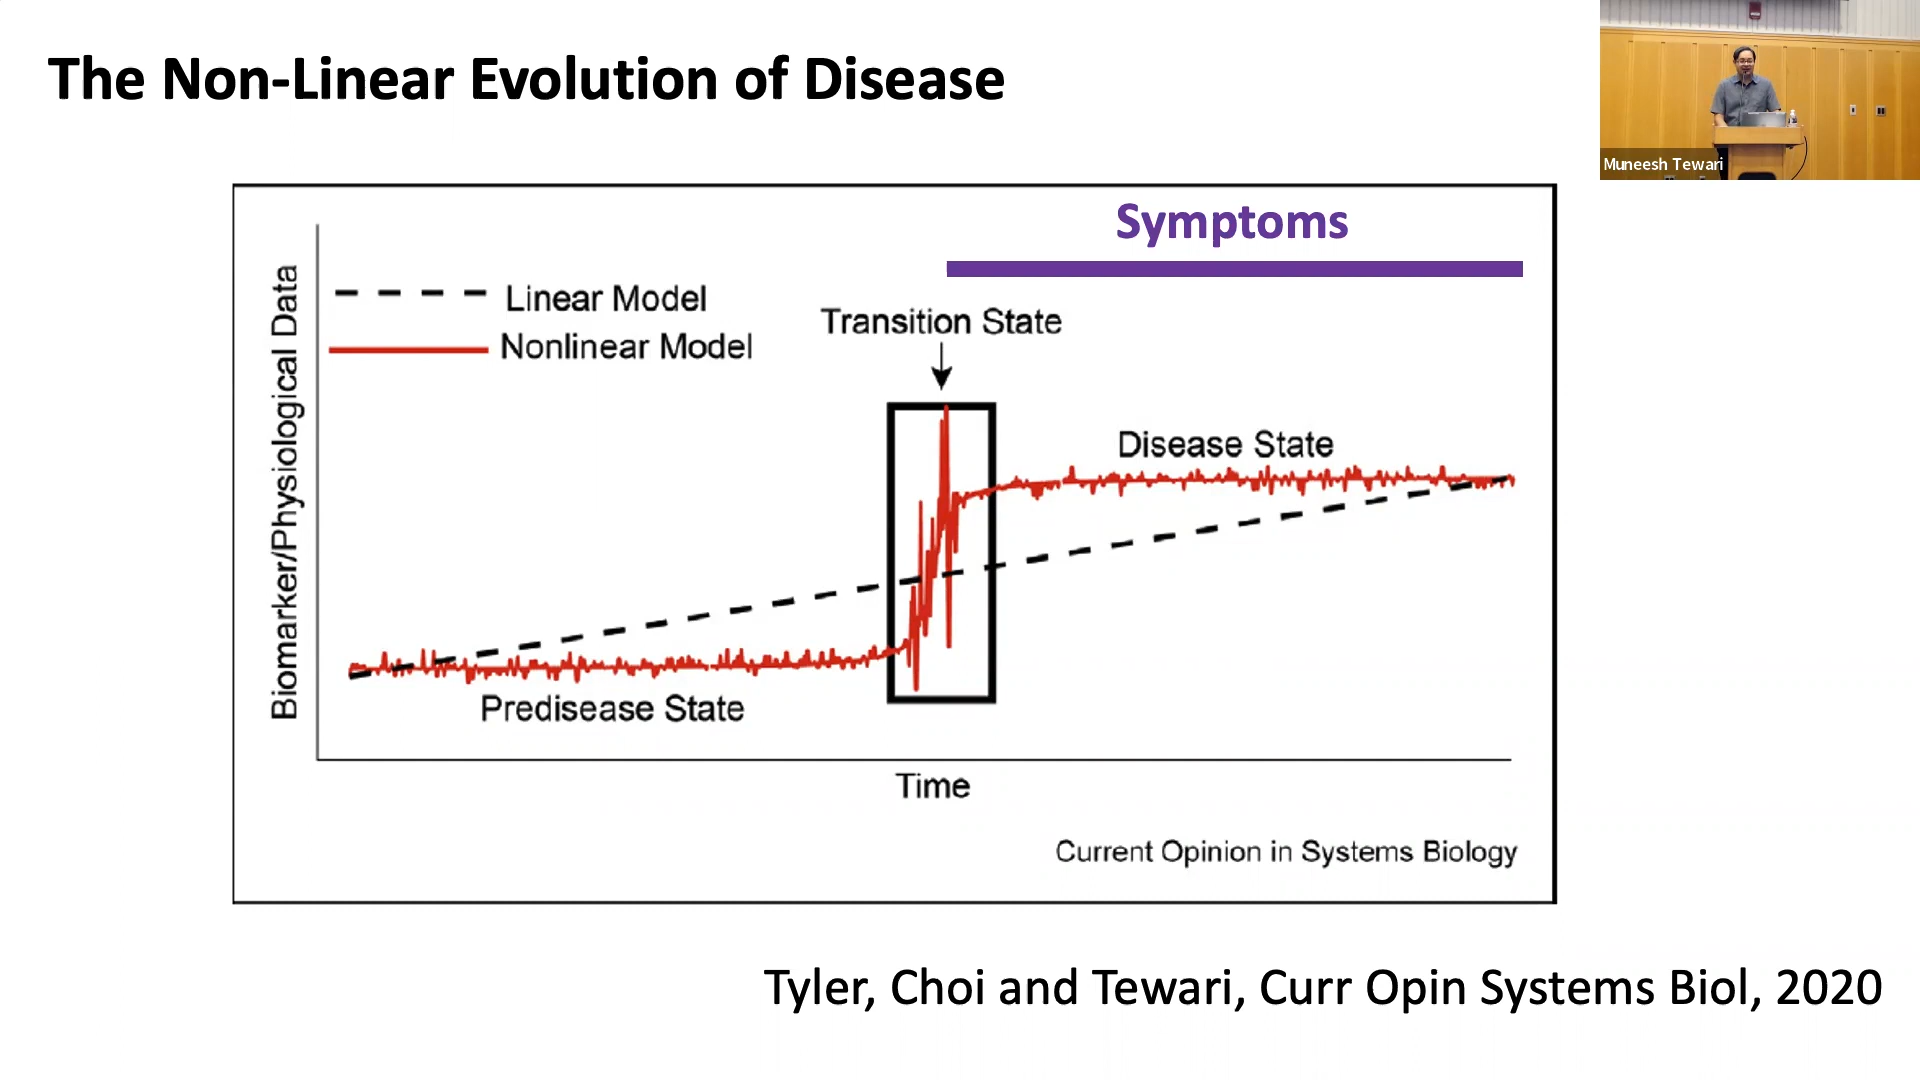 The Non-Linear Evolution of Disease
Muneesh Tewari
Symptoms
Linear Model
Nonlinear Model
Transition State
Disease State
Predisease State
Biomarker/Physiological Data
Time
Current Opinion in Systems Biology
Tyler, Choi and Tewari, Curr Opin Systems Biol, 2020